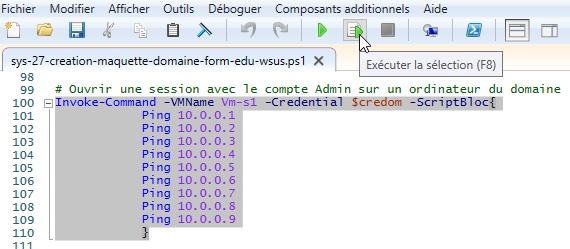 Fichier Modifier Afficher Outils Déboguer Composants additionnels Aide
sys-27-creation-maquette-domaine-form-edu-wsus.ps1
Exécuter la sélection (F8)
98
99 # Ouvrir une session avec le compte Admin sur un ordinateur du domaine
100 Invoke-Command -VMName Vm-s1 -Credential $credom -ScriptBloc{
101 Ping 10.0.0.1
102 Ping 10.0.0.2
103 Ping 10.0.0.3
104 Ping 10.0.0.4
105 Ping 10.0.0.5
106 Ping 10.0.0.6
107 Ping 10.0.0.7
108 Ping 10.0.0.8
109 Ping 10.0.0.9
110 }
111